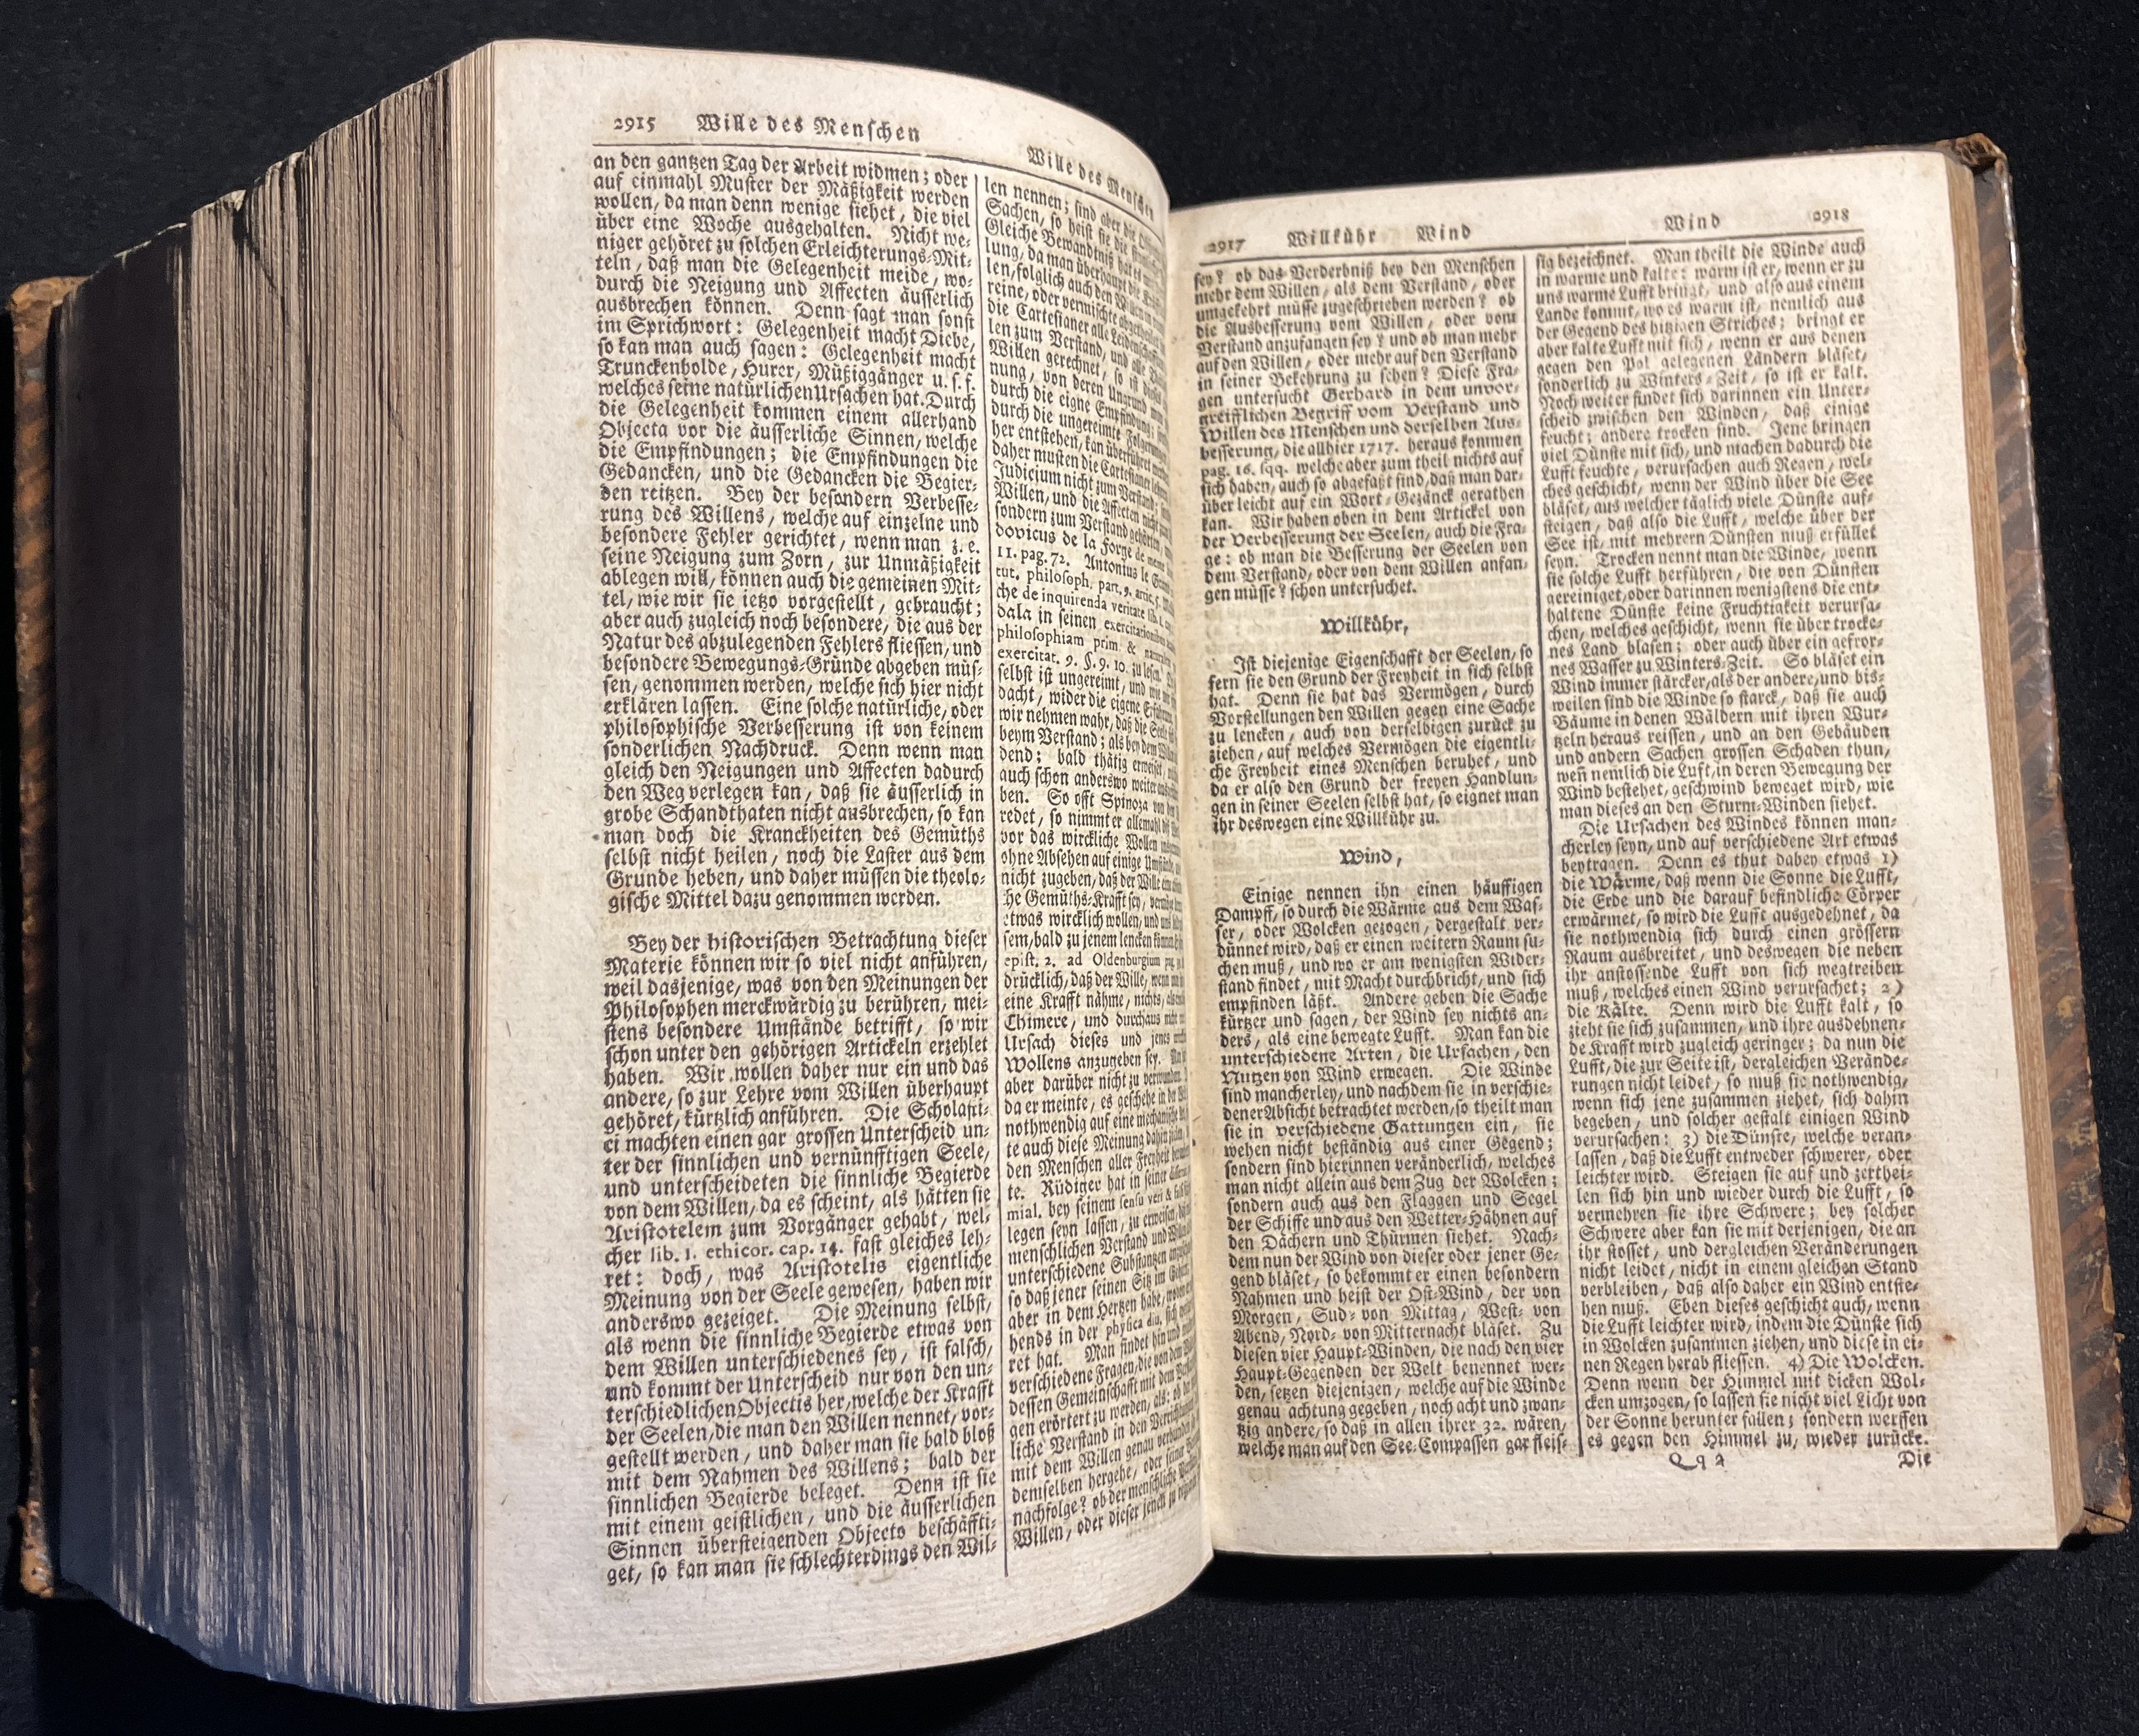 2915 Wille des Menschen
an den gantzen Tag der Arbeit widmen; oder
auf einmahl Muster der Mäßigkeit werden
wollen, da man denn wenige siehet, die viel
über eine Woche ausgehalten. Nicht we-
niger gehöret zu solchen Erleichterungs-Mit-
teln, daß man die Gelegenheit meide, wo-
durch die Neigung und Affecten äusserlich
ausbrechen können. Denn sagt man sonst
im Sprichwort: Gelegenheit macht Diebe,
so kan man auch sagen: Gelegenheit macht
Trunckenbolde, Hurer, Müßiggänger u. s. f.
welches seine natürlichen Ursachen hat. Durch
die Gelegenheit kommen einem allerhand
Objecta vor die äusserliche Sinnen, welche
die Empfindungen; die Empfindungen die
Gedancken, und die Gedancken die Begier-
den reitzen. Bey der besondern Verbesse-
rung des Willens, welche auf einzelne und
besondere Fehler gerichtet, wenn man z. e.
seine Neigung zum Zorn, zur Unmäßigkeit
ablegen will, können auch die gemeinen Mit-
tel, wie wir sie ietzo vorgestellt, gebraucht;
aber auch zugleich noch besondere, die aus der
Natur des abzulegenden Fehlers fliessen, und
besondere Bewegungs-Gründe abgeben müs-
sen, genommen werden, welche sich hier nicht
erklären lassen. Eine solche natürliche, oder
philosophische Verbesserung ist von keinem
sonderlichen Nachdruck. Denn wenn man
gleich den Neigungen und Affecten dadurch
den Weg verlegen kan, daß sie äusserlich in
grobe Schandthaten nicht ausbrechen, so kan
man doch die Kranckheiten des Gemüths
selbst nicht heilen, noch die Laster aus dem
Grunde heben, und daher müssen die theolo-
gische Mittel dazu genommen werden.
Bey der historischen Betrachtung dieser
Materie können wir so viel nicht anführen,
weil dasjenige, was von den Meinungen der
Philosophen merckwürdig zu berühren, mei-
stens besondere Umstände betrifft, so wir
schon unter den gehörigen Artickeln erzehlet
haben. Wir wollen daher nur ein und das
andere, so zur Lehre vom Willen überhaupt
gehöret, kürtzlich anführen. Die Scholasti-
ci machten einen gar grossen Unterscheid un-
ter der sinnlichen und vernünfftigen Seele,
und unterscheideten die sinnliche Begierde
von dem Willen, da es scheint, als hätten sie
Aristotelem zum Vorgänger gehabt, wel-
cher lib. 1. ethicor. cap. 14. fast gleiches leh-
ret: doch, was Aristotelis eigentliche
Meinung von der Seele gewesen, haben wir
anderswo gezeiget. Die Meinung selbst,
als wenn die sinnliche Begierde etwas von
dem Willen unterschiedenes sey, ist falsch,
und kommt der Unterscheid nur von den un-
terschiedlichen Objectis her, welche der Krafft
der Seelen, die man den Willen nennet, vor-
gestellt werden, und daher man sie bald bloß
mit dem Nahmen des Willens; bald der
sinnlichen Begierde beleget. Denn ist sie
mit einem geistlichen, und die äusserlichen
Sinnen übersteigenden Objecto beschäffti-
get, so kan man sie schlechterdings den Wil-
Wille des Menschen
len nennen; sind aber die
Sachen, so heist sie die
Gleiche Bewandtniß hat es
lung, da man überhaupt die
len, folglich auch den Willen in
reine, oder vermischte abgetheilet
die Cartesianer alle Leidenschafften
len zum Verstand, und alle
Willen gerechnet, so ist dieses
nung, von deren Ungrund man
durch die eigne Empfindung;
durch die ungereimte Folgerungen
her entstehen, kan überführet werden
daher musten die Cartesianer
Judicium nicht zum Verstand;
Willen, und die Affecten nicht
sondern zum Verstand gehörten,
dovicus de la Forge de mente
11. pag. 72. Antonius le Grand
tut. philosoph. part. 9. artic. 5.
che de inquirenda veritate lib. 1.
dala in seinen exercitationibus
philosophiam prim. & naturalem
exercitat. 9. §. 9. 10. zu lesen.
selbst ist ungereimt, und wie
dacht, wider die eigne Erfahrung
wir nehmen wahr, daß die Seele
beym Verstand; als bey dem Willen
dend; bald thätig erweiset,
auch schon anderswo weiter
ben. So offt Spinoza von dem
redet, so nimmt er allemahl
vor das wirckliche Wollen
ohne Absehen auf einige Umstände,
nicht zugeben, daß der Wille eine
che Gemüths-Krafft sey,
etwas wircklich wollen, und uns
sem, bald zu jenem lencken können
epist. 2. ad Oldenburgium pag.
drücklich, daß der Wille, wenn
eine Krafft nähme, nichts, als
Chimere, und durchaus nicht
Ursach dieses und jenes
Wollens anzugeben sey.
aber darüber nicht zu verwundern
da er meinte, es geschehe in der Welt
nothwendig auf eine mechanische
te auch diese Meinung dahin
den Menschen aller Freyheit
te. Rüdiger hat in seiner
mial. bey seinem sensu veri & falsi
legen seyn lassen, zu erweisen, daß
menschlichen Verstand und Willen
unterschiedene Substantzen
so daß jener seinen Sitz im Gehirn
aber in dem Hertzen habe,
hends in der physica diu.
ret hat. Man findet hin und
verschiedene Fragen, die von dem
dessen Gemeinschafft mit dem
gen erörtert zu werden, als: ob
liche Verstand in den Verrichtungen
mit dem Willen genau verbunden
demselben hergehe, oder
nachfolge? ob der menschliche Verstand
Willen, oder dieser jenen zu
2917 Willkühr Wind
sey? ob das Verderbniß bey den Menschen
mehr dem Willen, als dem Verstand, oder
umgekehrt müsse zugeschrieben werden? ob
die Ausbesserung vom Willen, oder vom
Verstand anzufangen sey? und ob man mehr
auf den Willen, oder mehr auf den Verstand
in seiner Bekehrung zu sehen? Diese Fra-
gen untersucht Gerhard in dem unvor-
greifflichen Begriff vom Verstand und
Willen des Menschen und derselben Aus-
besserung, die allhier 1717. heraus kommen
pag. 16. sqq. welche aber zum theil nichts auf
sich haben, auch so abgefaßt sind, daß man dar-
über leicht auf ein Wort-Gezänck gerathen
kan. Wir haben oben in dem Artickel von
der Verbesserung der Seelen, auch die Fra-
ge: ob man die Besserung der Seelen von
dem Verstand, oder von dem Willen anfan-
gen müsse? schon untersuchet.
Willkühr,
Ist diejenige Eigenschafft der Seelen, so
fern sie den Grund der Freyheit in sich selbst
hat. Denn sie hat das Vermögen, durch
Vorstellungen den Willen gegen eine Sache
zu lencken, auch von derselbigen zurück zu
ziehen, auf welches Vermögen die eigentli-
che Freyheit eines Menschen beruhet, und
da er also den Grund der freyen Handlun-
gen in seiner Seelen selbst hat, so eignet man
ihr deswegen eine Willkühr zu.
Wind,
Einige nennen ihn einen häuffigen
Dampff, so durch die Wärme aus dem Was-
ser, oder Wolcken gezogen, dergestalt ver-
dünnet wird, daß er einen weitern Raum su-
chen muß, und wo er am wenigsten Wider-
stand findet, mit Macht durchbricht, und sich
empfinden läßt. Andere geben die Sache
kürtzer und sagen, der Wind sey nichts an-
ders, als eine bewegte Lufft. Man kan die
unterschiedene Arten, die Ursachen, den
Nutzen von Wind erwegen. Die Winde
sind mancherley, und nachdem sie in verschie-
dener Absicht betrachtet werden, so theilt man
sie in verschiedene Gattungen ein, sie
wehen nicht beständig aus einer Gegend;
sondern sind hierinnen veränderlich, welches
man nicht allein aus dem Zug der Wolcken;
sondern auch aus den Flaggen und Segel
der Schiffe und aus den Wetter-Hähnen auf
den Dächern und Thürmen siehet. Nach-
dem nun der Wind von dieser oder jener Ge-
gend bläset, so bekommt er einen besondern
Nahmen und heist der Ost-Wind, der von
Morgen, Sud- von Mittag, West- von
Abend, Nord- von Mitternacht bläset. Zu
diesen vier Haupt-Winden, die nach den vier
Haupt-Gegenden der Welt benennet wer-
den, setzen diejenigen, welche auf die Winde
genau achtung gegeben, noch acht und zwan-
tzig andere, so daß in allen ihrer 32. wären,
welche man auf den See-Compassen gar fleis-
Wind 2918
sig bezeichnet. Man theilt die Winde auch
in warme und kalte: warm ist er, wenn er zu
uns warme Lufft bringt, und also aus einem
Lande kommt, wo es warm ist, nemlich aus
der Gegend des hitzigen Striches; bringt er
aber kalte Lufft mit sich, wenn er aus denen
gegen den Pol gelegenen Ländern bläset,
sonderlich zu Winters-Zeit, so ist er kalt.
Noch weiter findet sich darinnen ein Unter-
scheid zwischen den Winden, daß einige
feucht; andere trocken sind. Jene bringen
viel Dünste mit sich, und machen dadurch die
Lufft feuchte, verursachen auch Regen, wel-
ches geschicht, wenn der Wind über die See
bläset, aus welcher täglich viele Dünste auf-
steigen, daß also die Lufft, welche über der
See ist, mit mehrern Dünsten muß erfüllet
seyn. Trocken nennt man die Winde, wenn
sie solche Lufft herführen, die von Dünsten
gereiniget, oder darinnen wenigstens die ent-
haltene Dünste keine Fruchtigkeit verursa-
chen, welches geschicht, wenn sie über trocke-
nes Land blasen; oder auch über ein gefror-
nes Wasser zu Winters-Zeit. So bläset ein
Wind immer stärcker, als der andere, und bis-
weilen sind die Winde so starck, daß sie auch
Bäume in denen Wäldern mit ihren Wur-
tzeln heraus reissen, und an den Gebäuden
und andern Sachen grossen Schaden thun,
weñ nemlich die Luft, in deren Bewegung der
Wind bestehet, geschwind beweget wird, wie
man dieses an den Sturm-Winden siehet.
Die Ursachen des Windes können man-
cherley seyn, und auf verschiedene Art etwas
beytragen. Denn es thut dabey etwas 1)
die Wärme, daß wenn die Sonne die Lufft,
die Erde und die darauf befindliche Cörper
erwärmet, so wird die Lufft ausgedehnet, da
sie nothwendig sich durch einen grössern
Raum ausbreitet, und deswegen die neben
ihr anstossende Lufft von sich wegtreiben
muß, welches einen Wind verursachet; 2)
die Kälte. Denn wird die Lufft kalt, so
zieht sie sich zusammen, und ihre ausdehnen-
de Krafft wird zugleich geringer; da nun die
Lufft, die zur Seite ist, dergleichen Verände-
rungen nicht leidet, so muß sie nothwendig,
wenn sich jene zusammen ziehet, sich dahin
begeben, und solcher gestalt einigen Wind
verursachen: 3) die Dünste, welche veran-
lassen, daß die Lufft entweder schwerer, oder
leichter wird. Steigen sie auf und zerthei-
len sich hin und wieder durch die Lufft, so
vermehren sie ihre Schwere; bey solcher
Schwere aber kan sie mit derjenigen, die an
ihr stosset, und dergleichen Veränderungen
nicht leidet, nicht in einem gleichen Stand
verbleiben, daß also daher ein Wind entste-
hen muß. Eben dieses geschicht auch, wenn
die Lufft leichter wird, indem die Dünste sich
in Wolcken zusammen ziehen, und diese in ei-
nen Regen herab fliessen. 4) Die Wolcken.
Denn wenn der Himmel mit dicken Wol-
cken umzogen, so lassen sie nicht viel Licht von
der Sonne herunter fallen; sondern werffen
es gegen den Himmel zu, wieder zurücke.
Qq 2 Die